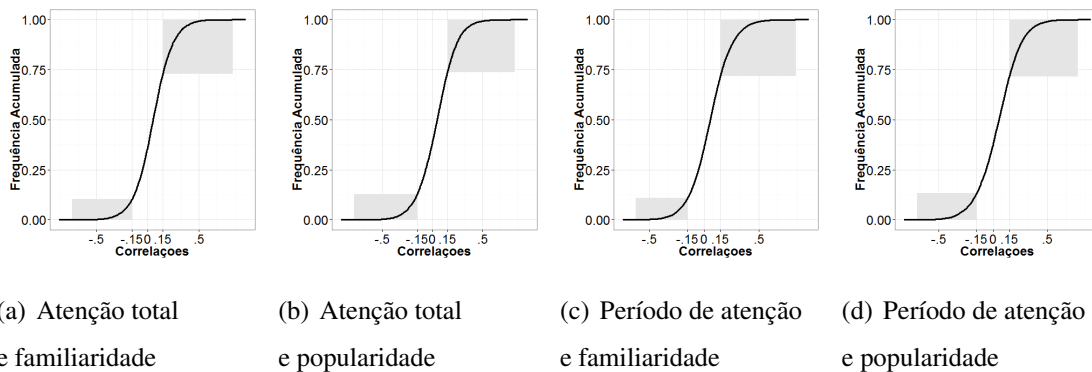 1.00
0.75
0.50
0.25
0.00
Frequência Acumulada
-.5 -.150 .15 .5
Correlaçoes
1.00
0.75
0.50
0.25
0.00
Frequência Acumulada
-.5 -.150 .15 .5
Correlaçoes
1.00
0.75
0.50
0.25
0.00
Frequência Acumulada
-.5 -.15 0 .15 .5
Correlaçoes
1.00
0.75
0.50
0.25
0.00
Frequência Acumulada
-.5 -.15 0 .15 .5
Correlaçoes
(a) Atenção total
e familiaridade
(b) Atenção total
e popularidade
(c) Período de atenção
e familiaridade
(d) Período de atenção
e popularidade